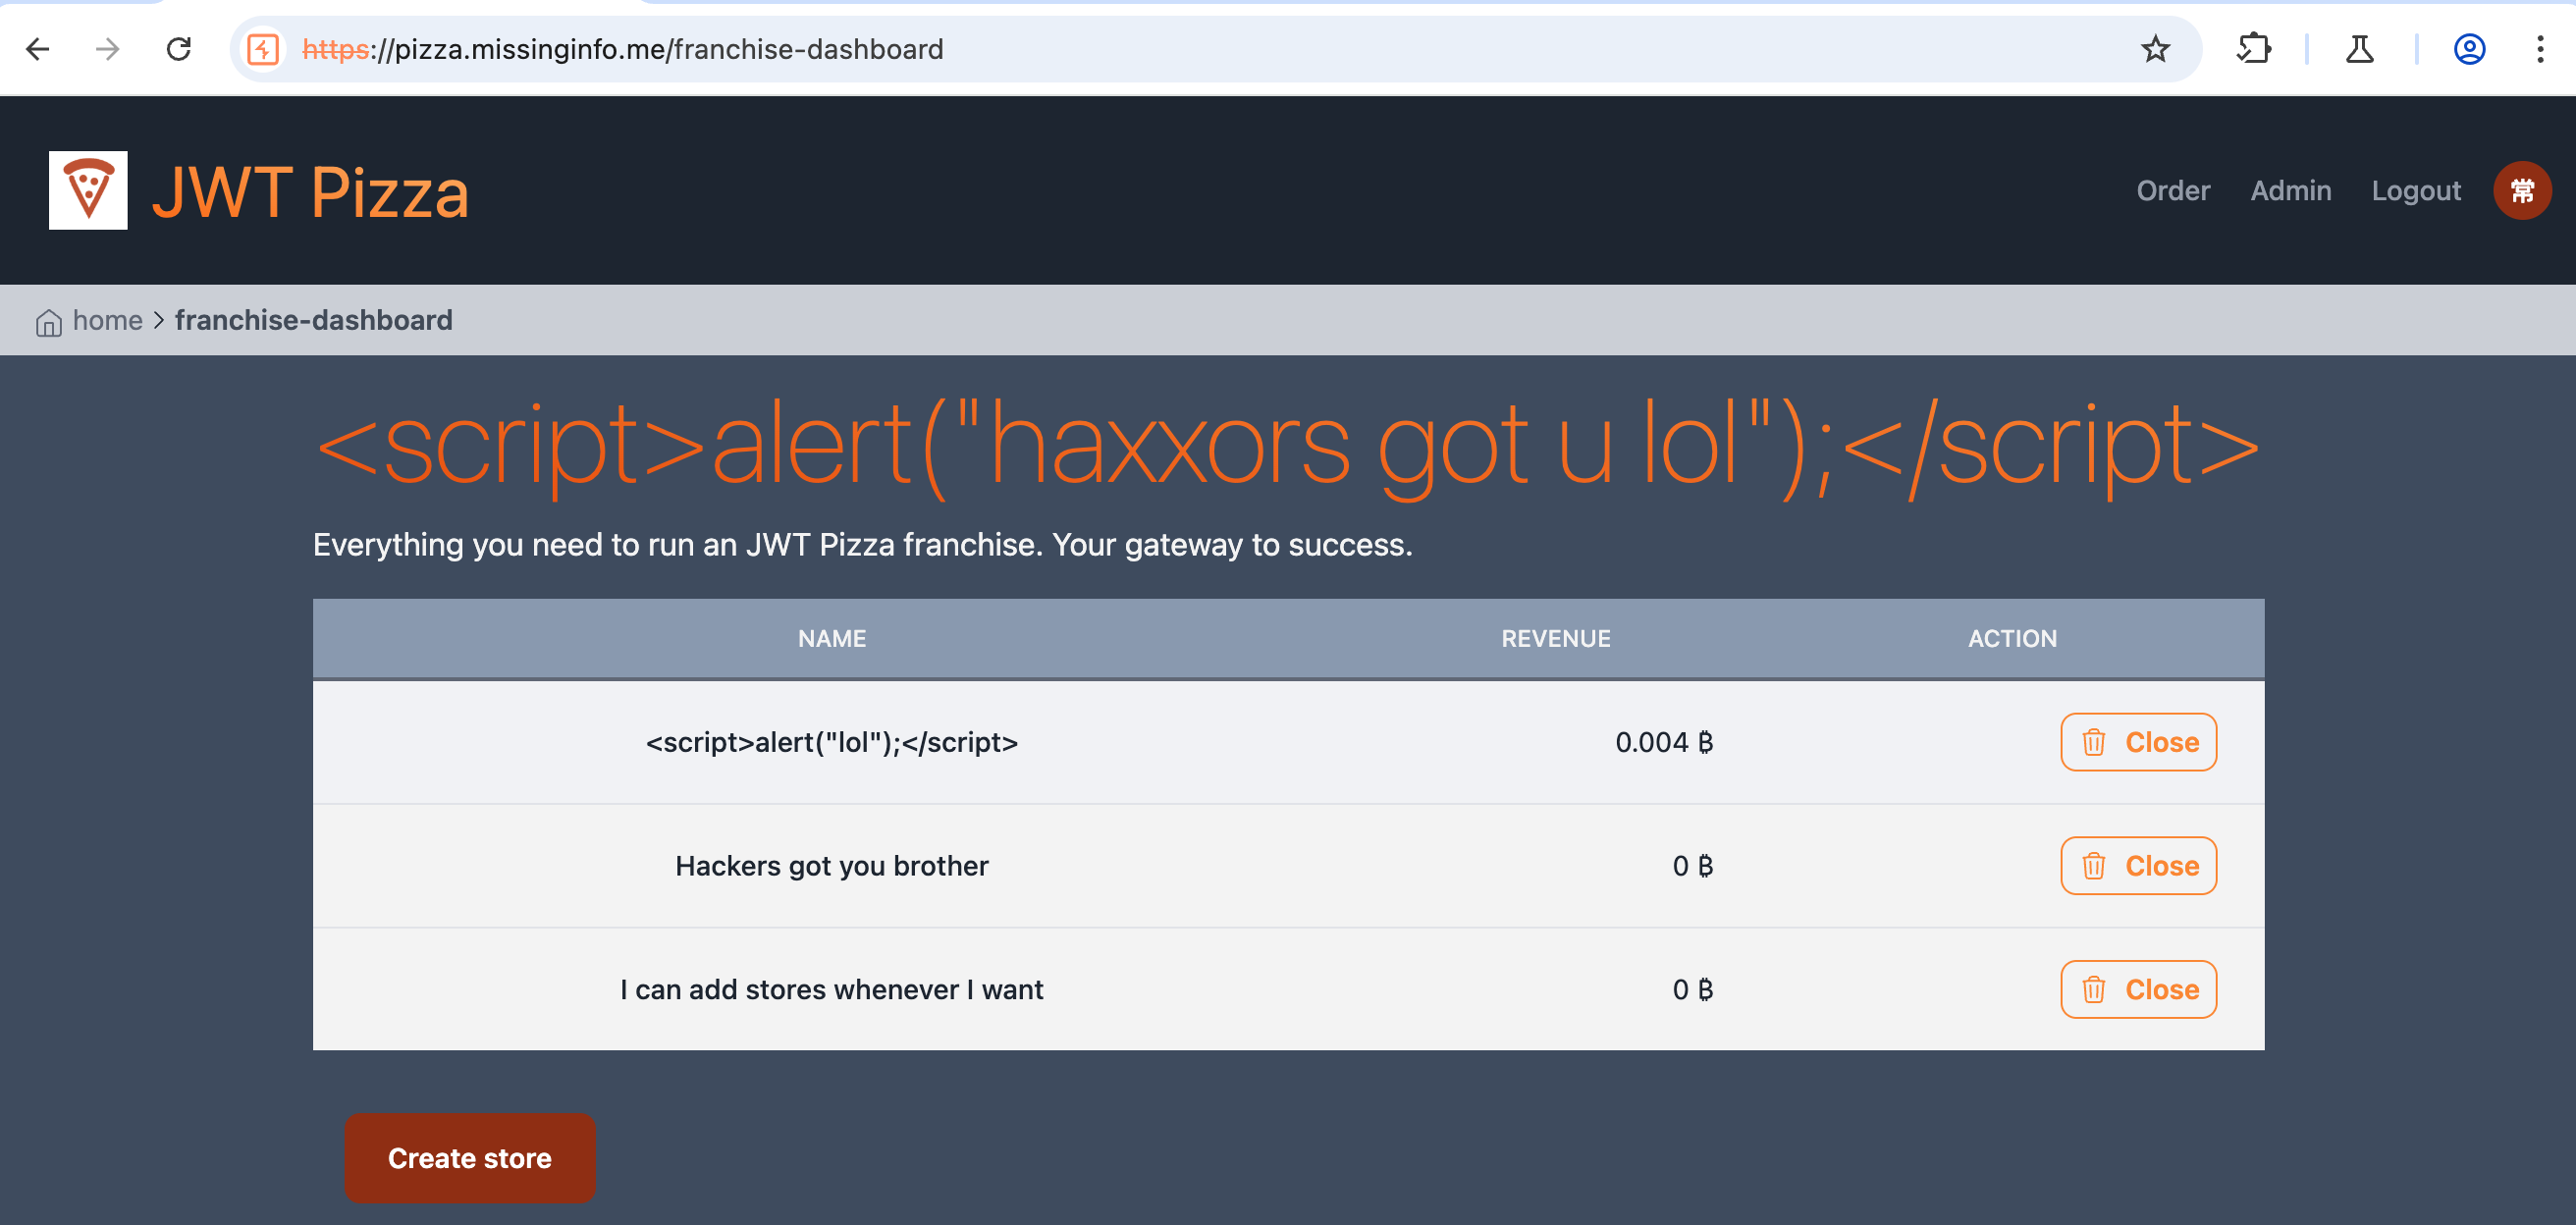 https://pizza.missinginfo.me/franchise-dashboard
JWT Pizza
Order Admin Logout 常
home > franchise-dashboard
<script>alert("haxxors got u lol");</script>
Everything you need to run an JWT Pizza franchise. Your gateway to success.
NAME REVENUE ACTION
<script>alert("lol");</script> 0.004 ₿ Close
Hackers got you brother 0 ₿ Close
I can add stores whenever I want 0 ₿ Close
Create store